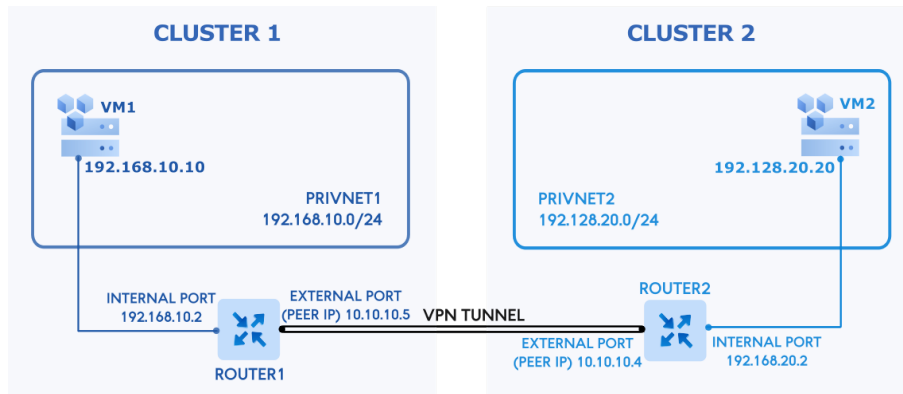 CLUSTER 1
VM1
192.168.10.10
PRIVNET1
192.168.10.0/24
INTERNAL PORT
192.168.10.2
EXTERNAL PORT
(PEER IP) 10.10.10.5
ROUTER1
VPN TUNNEL
CLUSTER 2
VM2
192.128.20.20
PRIVNET2
192.128.20.0/24
ROUTER2
EXTERNAL PORT
(PEER IP) 10.10.10.4
INTERNAL PORT
192.168.20.2